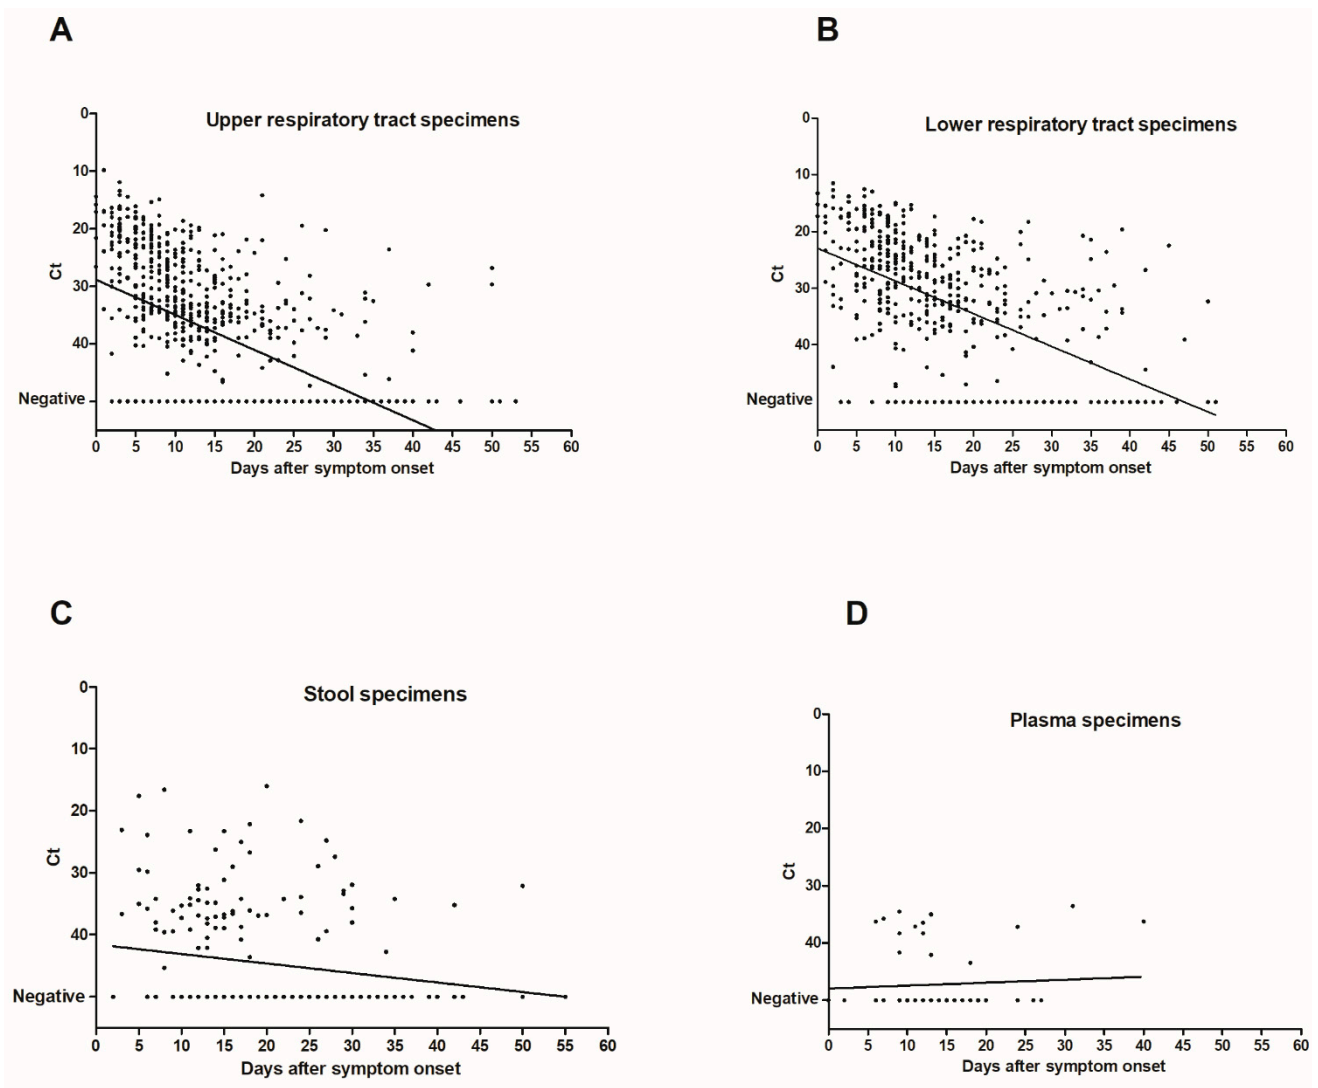 A
Upper respiratory tract specimens
0
10
20
30
40
Negative
Ct
0 5 10 15 20 25 30 35 40 45 50 55 60
Days after symptom onset
B
Lower respiratory tract specimens
0
10
20
30
40
Negative
Ct
0 5 10 15 20 25 30 35 40 45 50 55 60
Days after symptom onset
C
Stool specimens
0
10
20
30
40
Negative
Ct
0 5 10 15 20 25 30 35 40 45 50 55 60
Days after symptom onset
D
Plasma specimens
0
10
20
30
40
Negative
Ct
0 5 10 15 20 25 30 35 40 45 50 55 60
Days after symptom onset